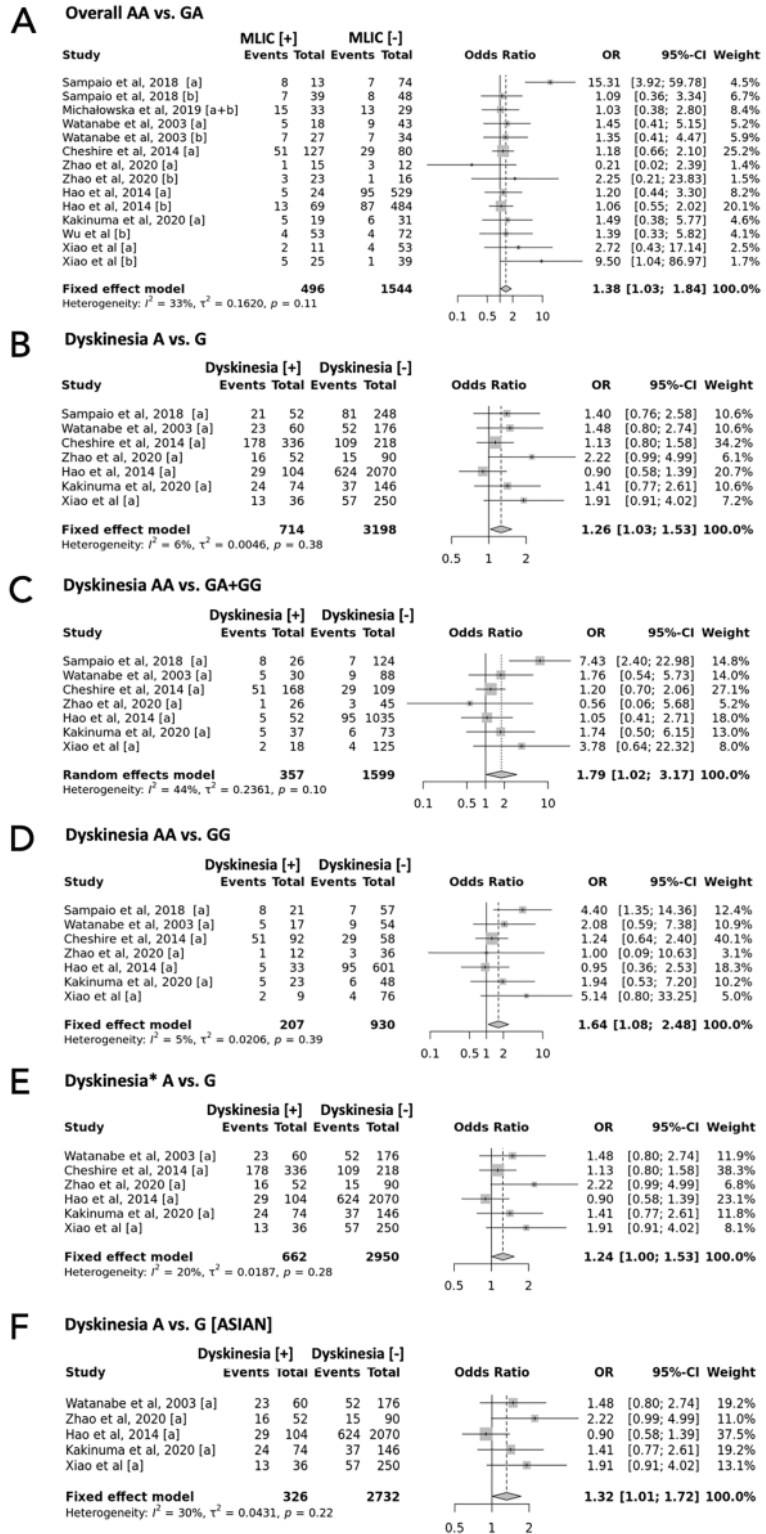 A
Overall AA vs. GA
MLIC [+] MLIC [-]
Study Events Total Events Total Odds Ratio OR 95%-CI Weight
Sampaio et al, 2018 [a] 8 13 7 74 15.31 [3.92; 59.78] 4.5%
Sampaio et al, 2018 [b] 7 39 8 48 1.09 [0.36; 3.34] 6.7%
Michałowska et al, 2019 [a+b] 15 33 13 29 1.03 [0.38; 2.80] 8.4%
Watanabe et al, 2003 [a] 5 18 9 43 1.45 [0.41; 5.15] 5.2%
Watanabe et al, 2003 [b] 7 27 7 34 1.35 [0.41; 4.47] 5.9%
Cheshire et al, 2014 [a] 51 127 29 80 1.18 [0.66; 2.10] 25.2%
Zhao et al, 2020 [a] 1 15 3 12 0.21 [0.02; 2.39] 1.4%
Zhao et al, 2020 [b] 3 23 1 16 2.25 [0.21; 23.83] 1.5%
Hao et al, 2014 [a] 5 24 95 529 1.20 [0.44; 3.30] 8.2%
Hao et al, 2014 [b] 13 69 87 484 1.06 [0.55; 2.02] 20.1%
Kakinuma et al, 2020 [a] 5 19 6 31 1.49 [0.38; 5.77] 4.6%
Wu et al [b] 4 53 4 72 1.39 [0.33; 5.82] 4.1%
Xiao et al [a] 2 11 4 53 2.72 [0.43; 17.14] 2.5%
Xiao et al [b] 5 25 1 39 9.50 [1.04; 86.97] 1.7%
Fixed effect model 496 1544 1.38 [1.03; 1.84] 100.0%
Heterogeneity: I² = 33%, τ² = 0.1620, p = 0.11
0.1 0.5 1 2 10
B
Dyskinesia A vs. G
Dyskinesia [+] Dyskinesia [-]
Study Events Total Events Total Odds Ratio OR 95%-CI Weight
Sampaio et al, 2018 [a] 21 52 81 248 1.40 [0.76; 2.58] 10.6%
Watanabe et al, 2003 [a] 23 60 52 176 1.48 [0.80; 2.74] 10.6%
Cheshire et al, 2014 [a] 178 336 109 218 1.13 [0.80; 1.58] 34.2%
Zhao et al, 2020 [a] 16 52 15 90 2.22 [0.99; 4.99] 6.1%
Hao et al, 2014 [a] 29 104 624 2070 0.90 [0.58; 1.39] 20.7%
Kakinuma et al, 2020 [a] 24 74 37 146 1.41 [0.77; 2.61] 10.6%
Xiao et al [a] 13 36 57 250 1.91 [0.91; 4.02] 7.2%
Fixed effect model 714 3198 1.26 [1.03; 1.53] 100.0%
Heterogeneity: I² = 6%, τ² = 0.0046, p = 0.38
0.5 1 2
C
Dyskinesia AA vs. GA+GG
Dyskinesia [+] Dyskinesia [-]
Study Events Total Events Total Odds Ratio OR 95%-CI Weight
Sampaio et al, 2018 [a] 8 26 7 124 7.43 [2.40; 22.98] 14.8%
Watanabe et al, 2003 [a] 5 30 9 88 1.76 [0.54; 5.73] 14.0%
Cheshire et al, 2014 [a] 51 168 29 109 1.20 [0.70; 2.06] 27.1%
Zhao et al, 2020 [a] 1 26 3 45 0.56 [0.06; 5.68] 5.2%
Hao et al, 2014 [a] 5 52 95 1035 1.05 [0.41; 2.71] 18.0%
Kakinuma et al, 2020 [a] 5 37 6 73 1.74 [0.50; 6.15] 13.0%
Xiao et al [a] 2 18 4 125 3.78 [0.64; 22.32] 8.0%
Random effects model 357 1599 1.79 [1.02; 3.17] 100.0%
Heterogeneity: I² = 44%, τ² = 0.2361, p = 0.10
0.1 0.5 1 2 10
D
Dyskinesia AA vs. GG
Dyskinesia [+] Dyskinesia [-]
Study Events Total Events Total Odds Ratio OR 95%-CI Weight
Sampaio et al, 2018 [a] 8 21 7 57 4.40 [1.35; 14.36] 12.4%
Watanabe et al, 2003 [a] 5 17 9 54 2.08 [0.59; 7.38] 10.9%
Cheshire et al, 2014 [a] 51 92 29 58 1.24 [0.64; 2.40] 40.1%
Zhao et al, 2020 [a] 1 12 3 36 1.00 [0.09; 10.63] 3.1%
Hao et al, 2014 [a] 5 33 95 601 0.95 [0.36; 2.53] 18.3%
Kakinuma et al, 2020 [a] 5 23 6 48 1.94 [0.53; 7.20] 10.2%
Xiao et al [a] 2 9 4 76 5.14 [0.80; 33.25] 5.0%
Fixed effect model 207 930 1.64 [1.08; 2.48] 100.0%
Heterogeneity: I² = 5%, τ² = 0.0206, p = 0.39
0.1 0.5 1 2 10
E
Dyskinesia* A vs. G
Dyskinesia [+] Dyskinesia [-]
Study Events Total Events Total Odds Ratio OR 95%-CI Weight
Watanabe et al, 2003 [a] 23 60 52 176 1.48 [0.80; 2.74] 11.9%
Cheshire et al, 2014 [a] 178 336 109 218 1.13 [0.80; 1.58] 38.3%
Zhao et al, 2020 [a] 16 52 15 90 2.22 [0.99; 4.99] 6.8%
Hao et al, 2014 [a] 29 104 624 2070 0.90 [0.58; 1.39] 23.1%
Kakinuma et al, 2020 [a] 24 74 37 146 1.41 [0.77; 2.61] 11.8%
Xiao et al [a] 13 36 57 250 1.91 [0.91; 4.02] 8.1%
Fixed effect model 662 2950 1.24 [1.00; 1.53] 100.0%
Heterogeneity: I² = 20%, τ² = 0.0187, p = 0.28
0.5 1 2
F
Dyskinesia A vs. G [ASIAN]
Dyskinesia [+] Dyskinesia [-]
Study Events Total Events Total Odds Ratio OR 95%-CI Weight
Watanabe et al, 2003 [a] 23 60 52 176 1.48 [0.80; 2.74] 19.2%
Zhao et al, 2020 [a] 16 52 15 90 2.22 [0.99; 4.99] 11.0%
Hao et al, 2014 [a] 29 104 624 2070 0.90 [0.58; 1.39] 37.5%
Kakinuma et al, 2020 [a] 24 74 37 146 1.41 [0.77; 2.61] 19.2%
Xiao et al [a] 13 36 57 250 1.91 [0.91; 4.02] 13.1%
Fixed effect model 326 2732 1.32 [1.01; 1.72] 100.0%
Heterogeneity: I² = 30%, τ² = 0.0431, p = 0.22
0.5 1 2